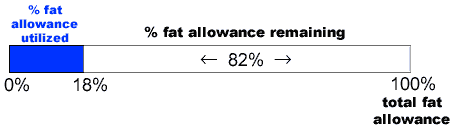 % fat
allowance
utilized
% fat allowance remaining
← 82% →
0% 18% 100%
total fat
allowance